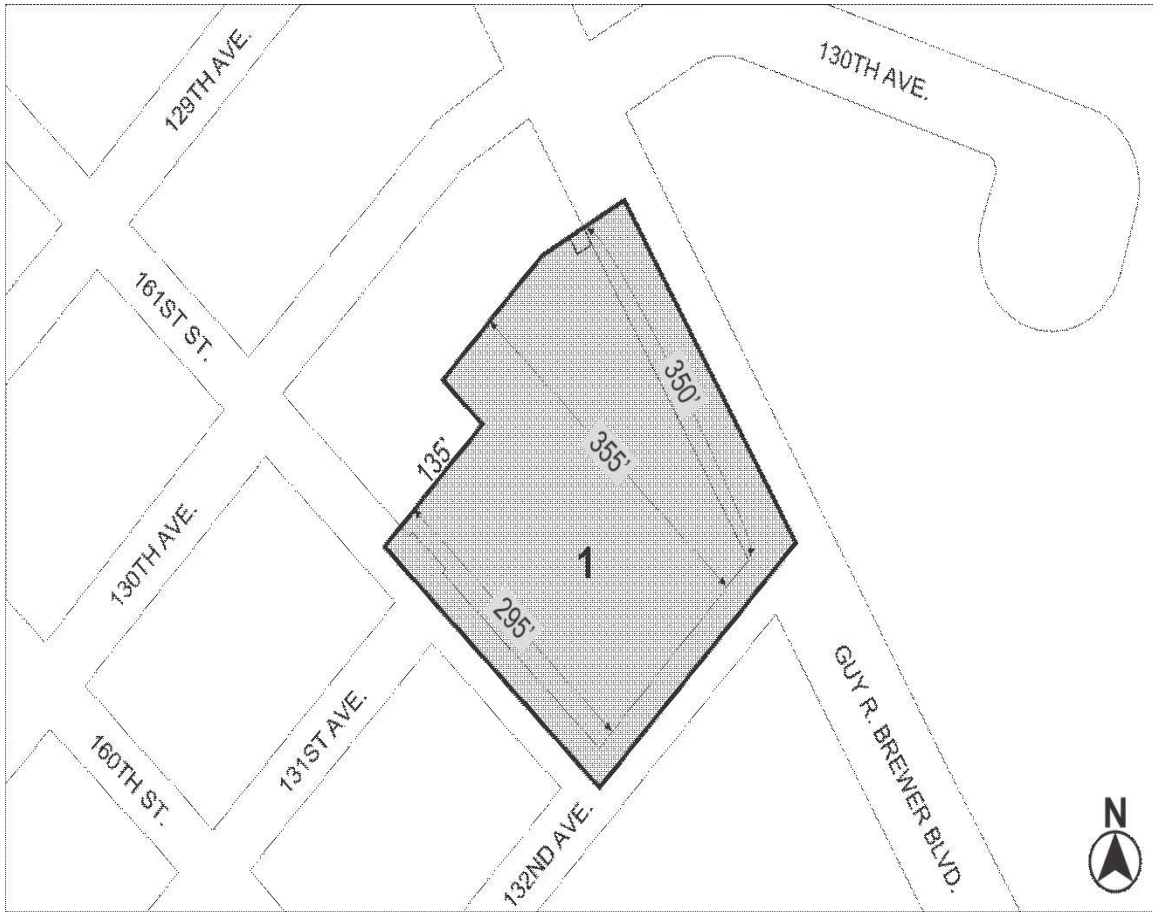 129TH AVE.
130TH AVE.
161ST ST.
350'
355'
135'
130TH AVE.
1
295'
131ST AVE.
160TH ST.
132ND AVE.
GUY R. BREWER BLVD.
N